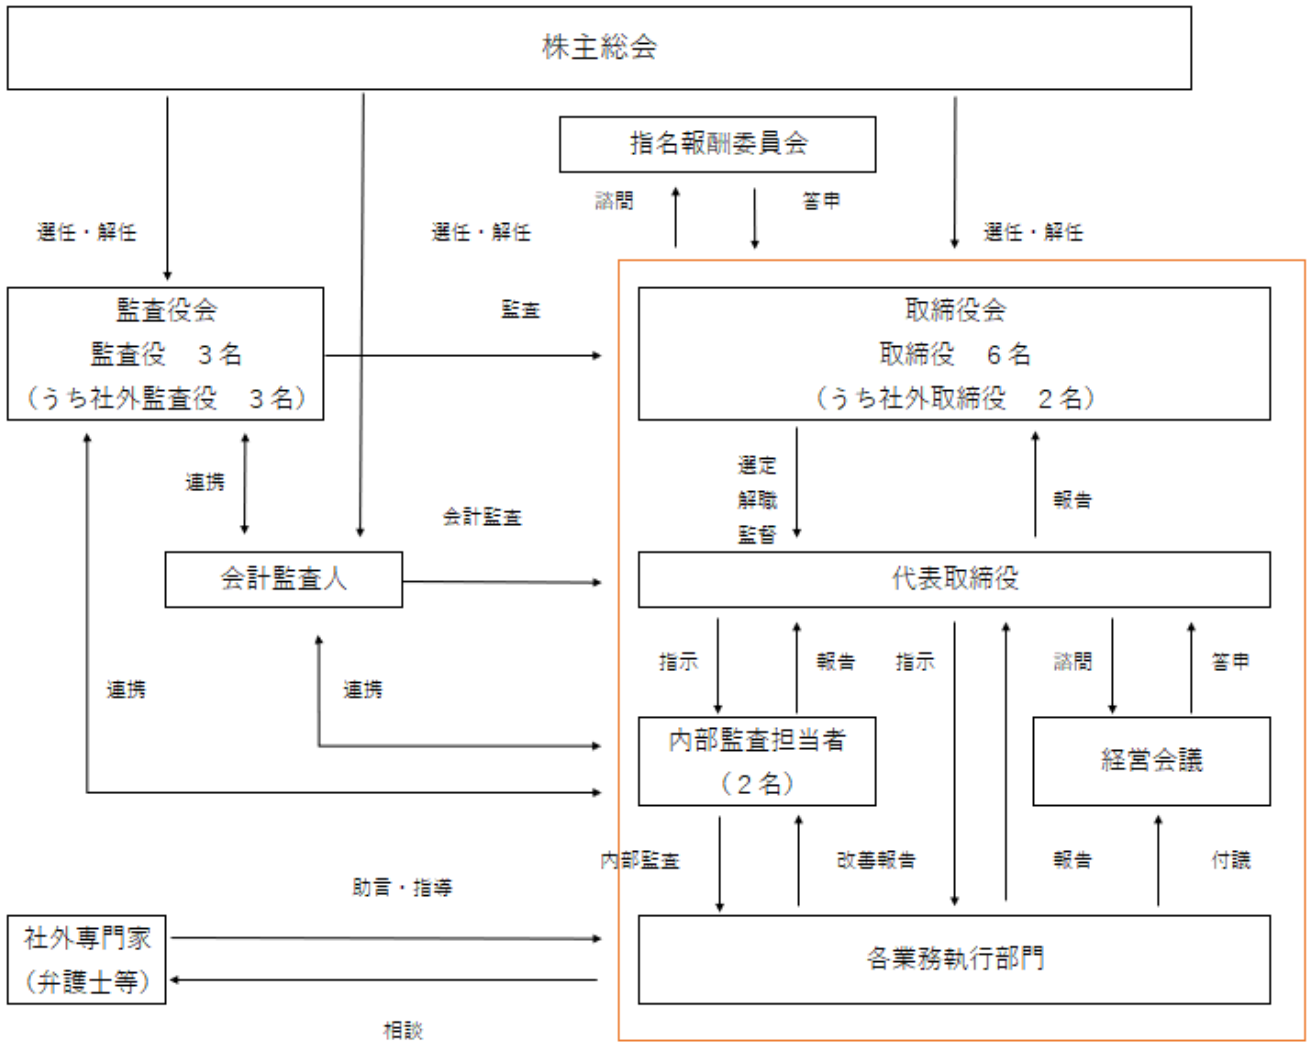 株主総会
指名報酬委員会
諮問
答申
選任・解任
選任・解任
選任・解任
監査役会
監査役　３名
（うち社外監査役　３名）
監査
取締役会
取締役　６名
（うち社外取締役　２名）
連携
選定
解職
監督
報告
会計監査
会計監査人
代表取締役
連携
連携
指示
報告
指示
諮問
答申
内部監査担当者
（２名）
経営会議
内部監査
改善報告
報告
付議
助言・指導
社外専門家
（弁護士等）
各業務執行部門
相談